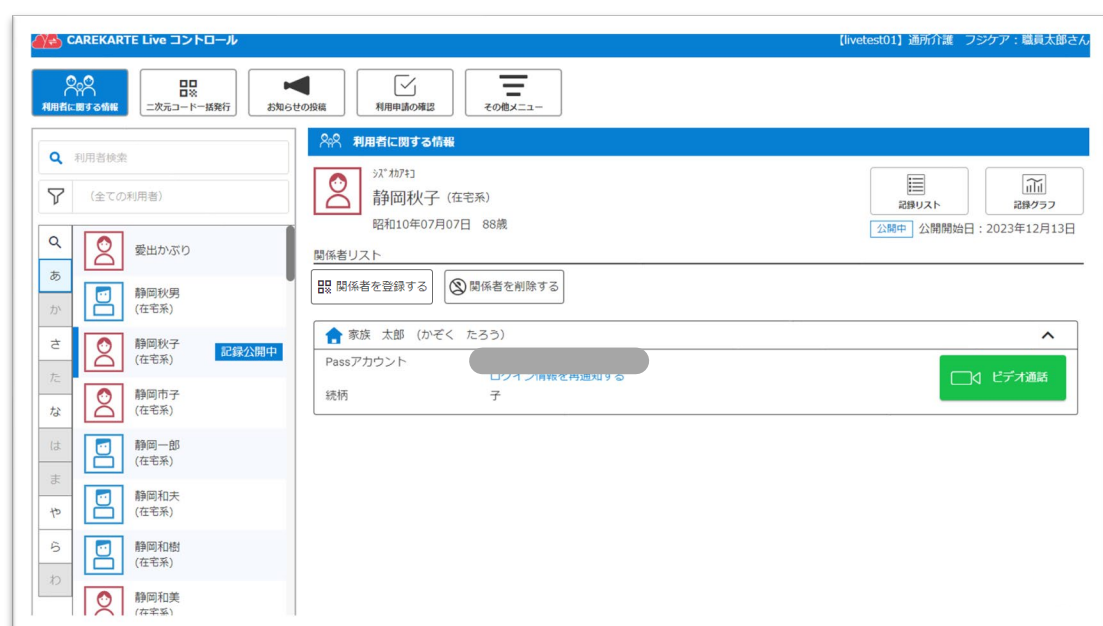 CAREKARTE Live コントロール
【livetest01】通所介護 フジケア：職員太郎さん
利用者に関する情報
二次元コード一括発行
お知らせの投稿
利用申請の確認
その他メニュー
利用者検索
(全ての利用者)
あ
か
さ
た
な
は
ま
や
ら
わ
愛出かぶり
静岡秋男
(在宅系)
静岡秋子
(在宅系)
記録公開中
静岡市子
(在宅系)
静岡一郎
(在宅系)
静岡和夫
(在宅系)
静岡和樹
(在宅系)
静岡和美
(在宅系)
利用者に関する情報
ｼｽﾞｵｶｱｷｺ
静岡秋子 (在宅系)
昭和10年07月07日 88歳
記録リスト
記録グラフ
公開中 公開開始日：2023年12月13日
関係者リスト
関係者を登録する
関係者を削除する
家族 太郎 (かぞく たろう)
Passアカウント
ログイン情報を再通知する
続柄 子
ビデオ通話